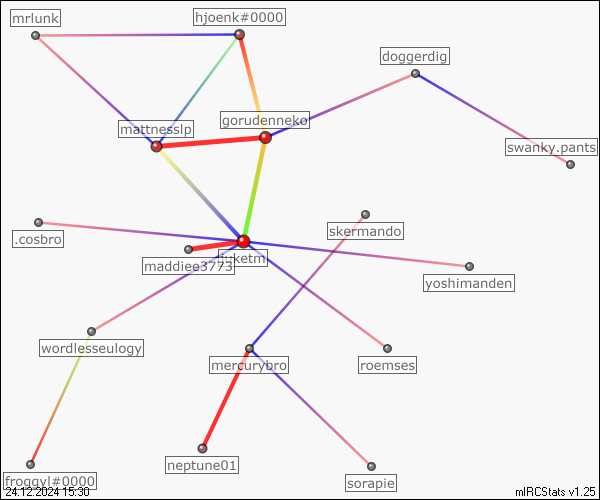 mrlunk
hjoenk#0000
doggerdig
gorudenneko
mattnesslp
swanky.pants
skermando
.cosbro
maddiee3773
yoshimanden
wordlesseulogy
mercurybro
roemses
neptune01
froggyl#0000
sorapie
24.12.2024 15:30
mIRCStats v1.25